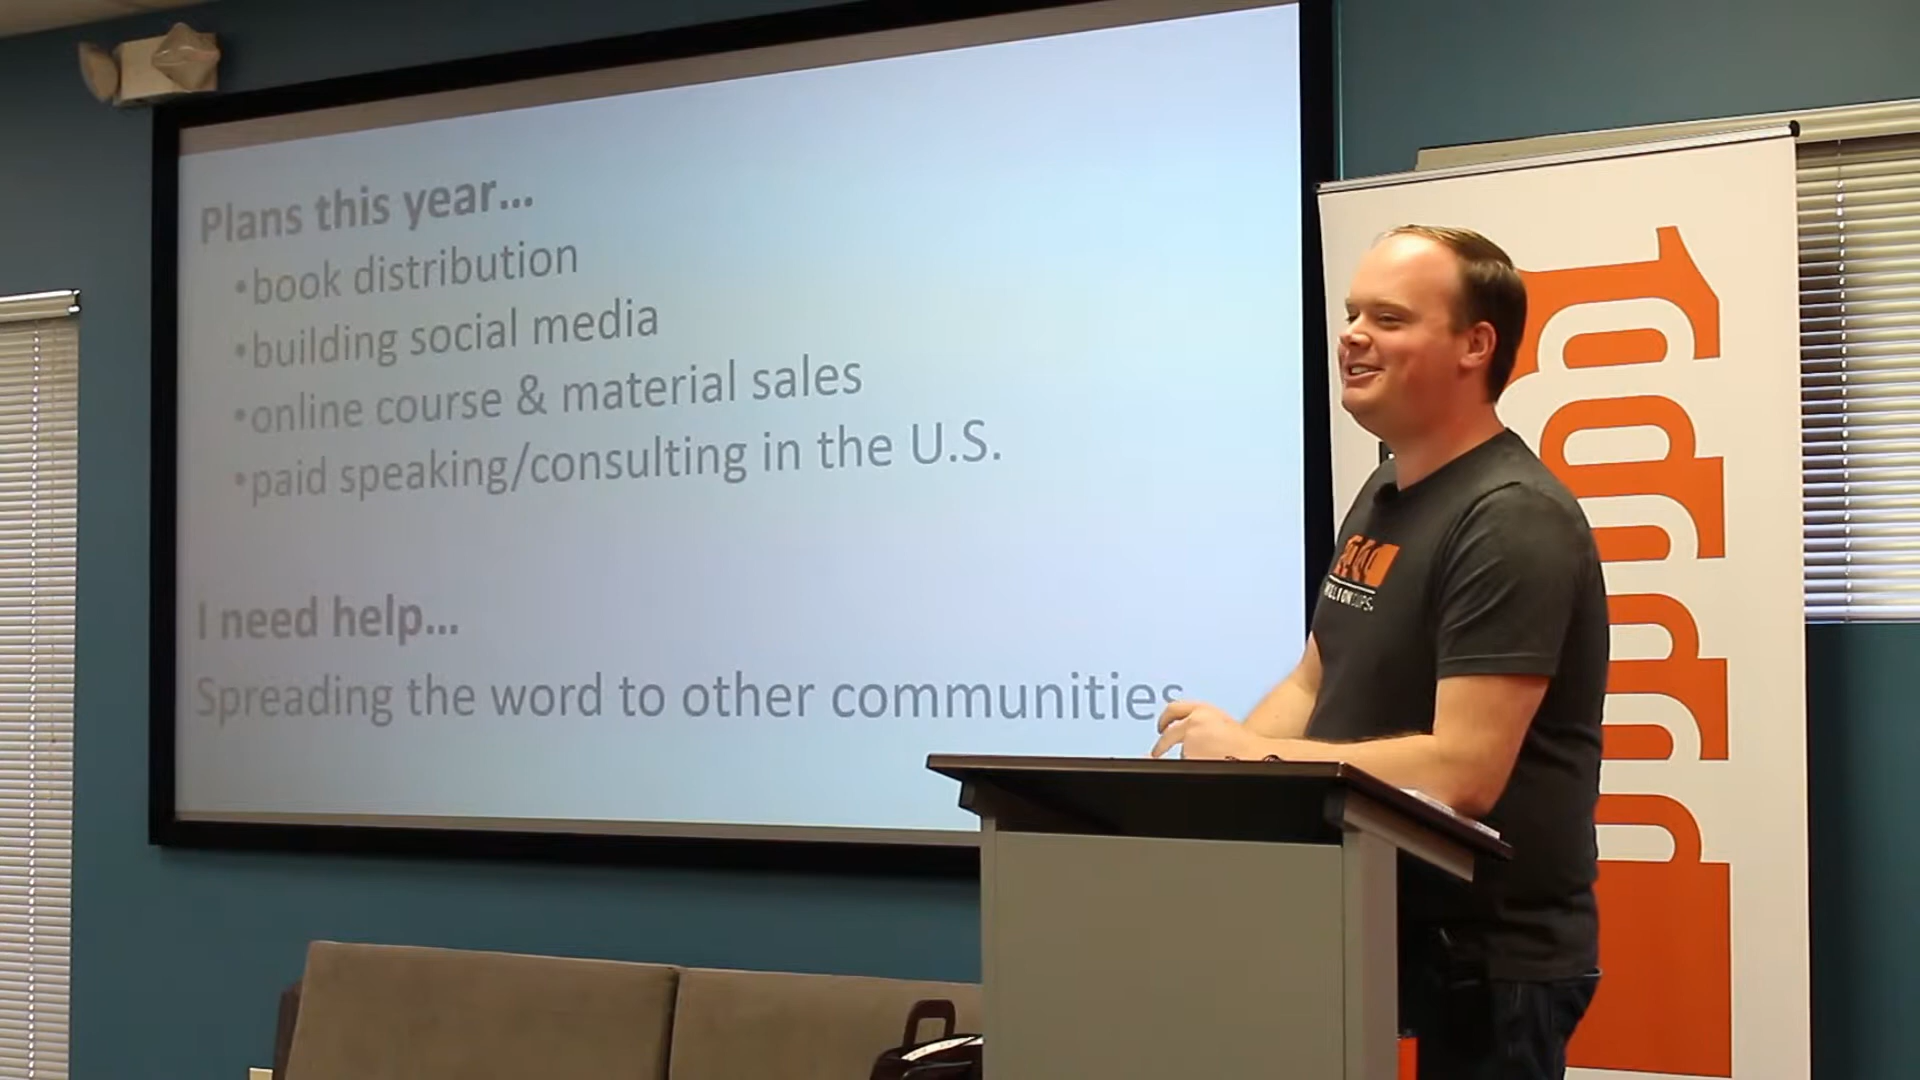 Plans this year...
•book distribution
•building social media
•online course & material sales
•paid speaking/consulting in the U.S.
I need help...
Spreading the word to other communities